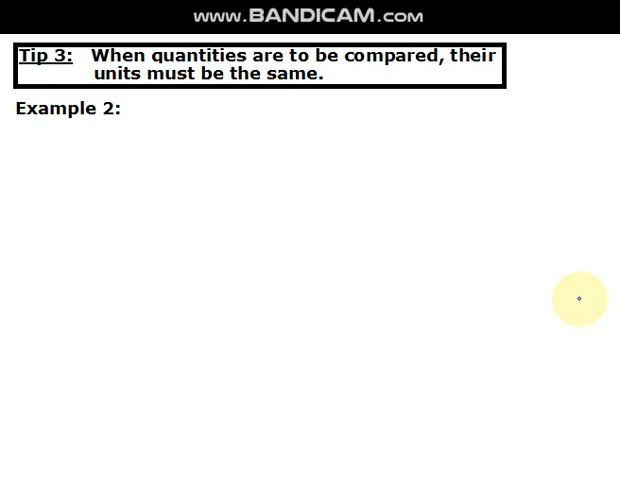 www.BANDICAM.com
Tip 3: When quantities are to be compared, their
units must be the same.
Example 2: